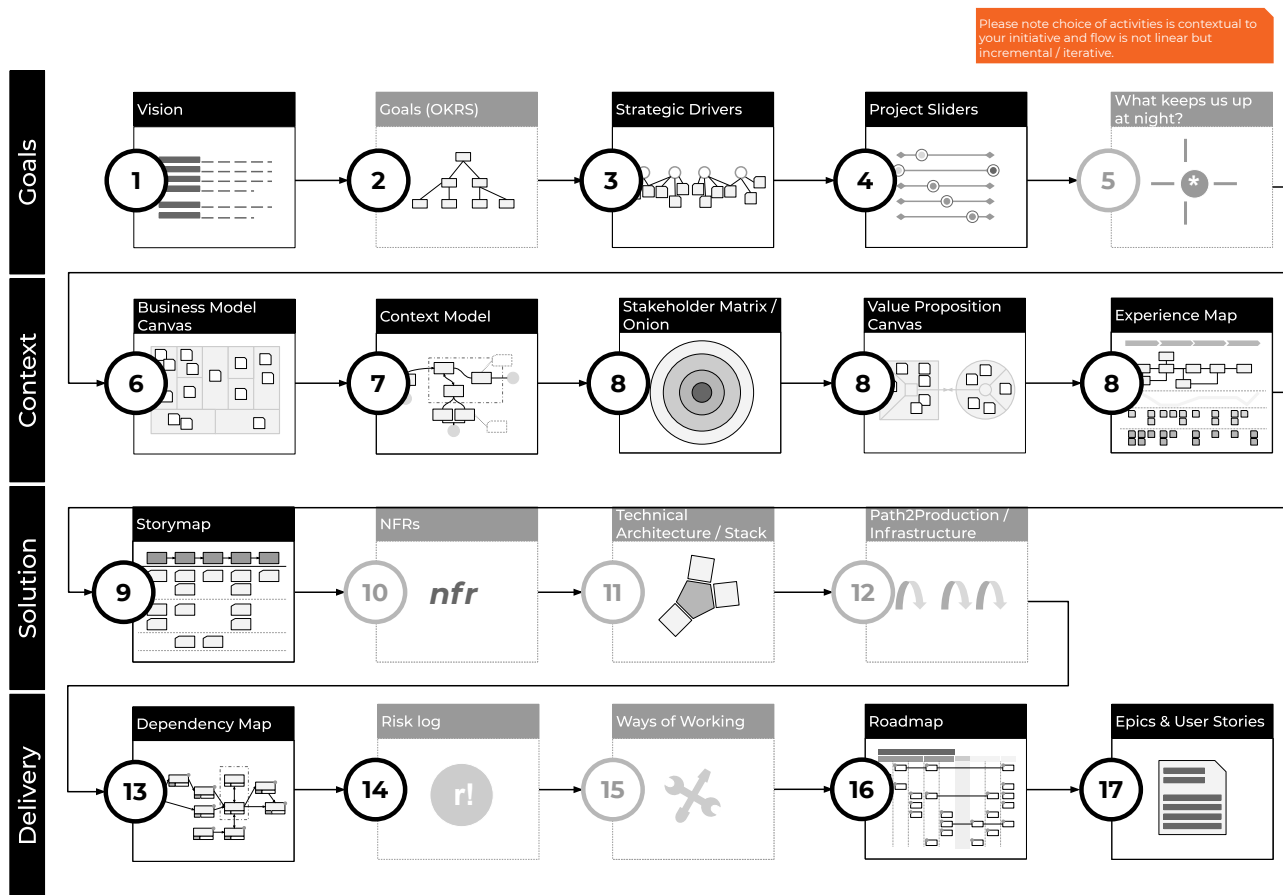 Please note choice of activities is contextual to
your initiative and flow is not linear but
incremental / iterative.
Goals
Vision
1
Goals (OKRS)
2
Strategic Drivers
3
Project Sliders
4
What keeps us up
at night?
5
*
Context
Business Model
Canvas
6
Context Model
7
Stakeholder Matrix /
Onion
8
Value Proposition
Canvas
8
Experience Map
8
Solution
Storymap
9
NFRs
10
nfr
Technical
Architecture / Stack
11
Path2Production /
Infrastructure
12
Delivery
Dependency Map
13
Risk log
14
r!
Ways of Working
15
Roadmap
16
Epics & User Stories
17